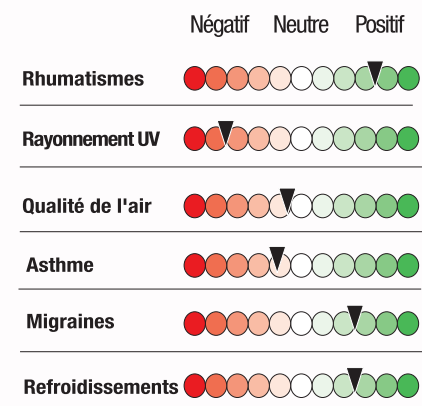 Négatif Neutre Positif
Rhumatismes
Rayonnement UV
Qualité de l'air
Asthme
Migraines
Refroidissements